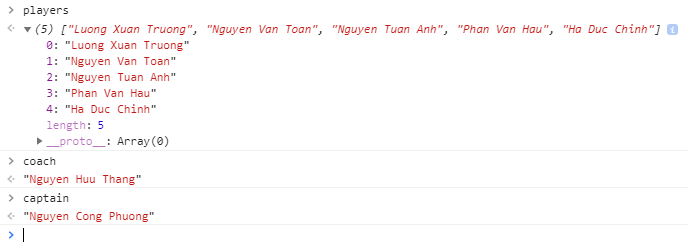 players
(5) ["Luong Xuan Truong", "Nguyen Van Toan", "Nguyen Tuan Anh", "Phan Van Hau", "Ha Duc Chinh"] i
0: "Luong Xuan Truong"
1: "Nguyen Van Toan"
2: "Nguyen Tuan Anh"
3: "Phan Van Hau"
4: "Ha Duc Chinh"
length: 5
__proto__: Array(0)
coach
"Nguyen Huu Thang"
captain
"Nguyen Cong Phuong"